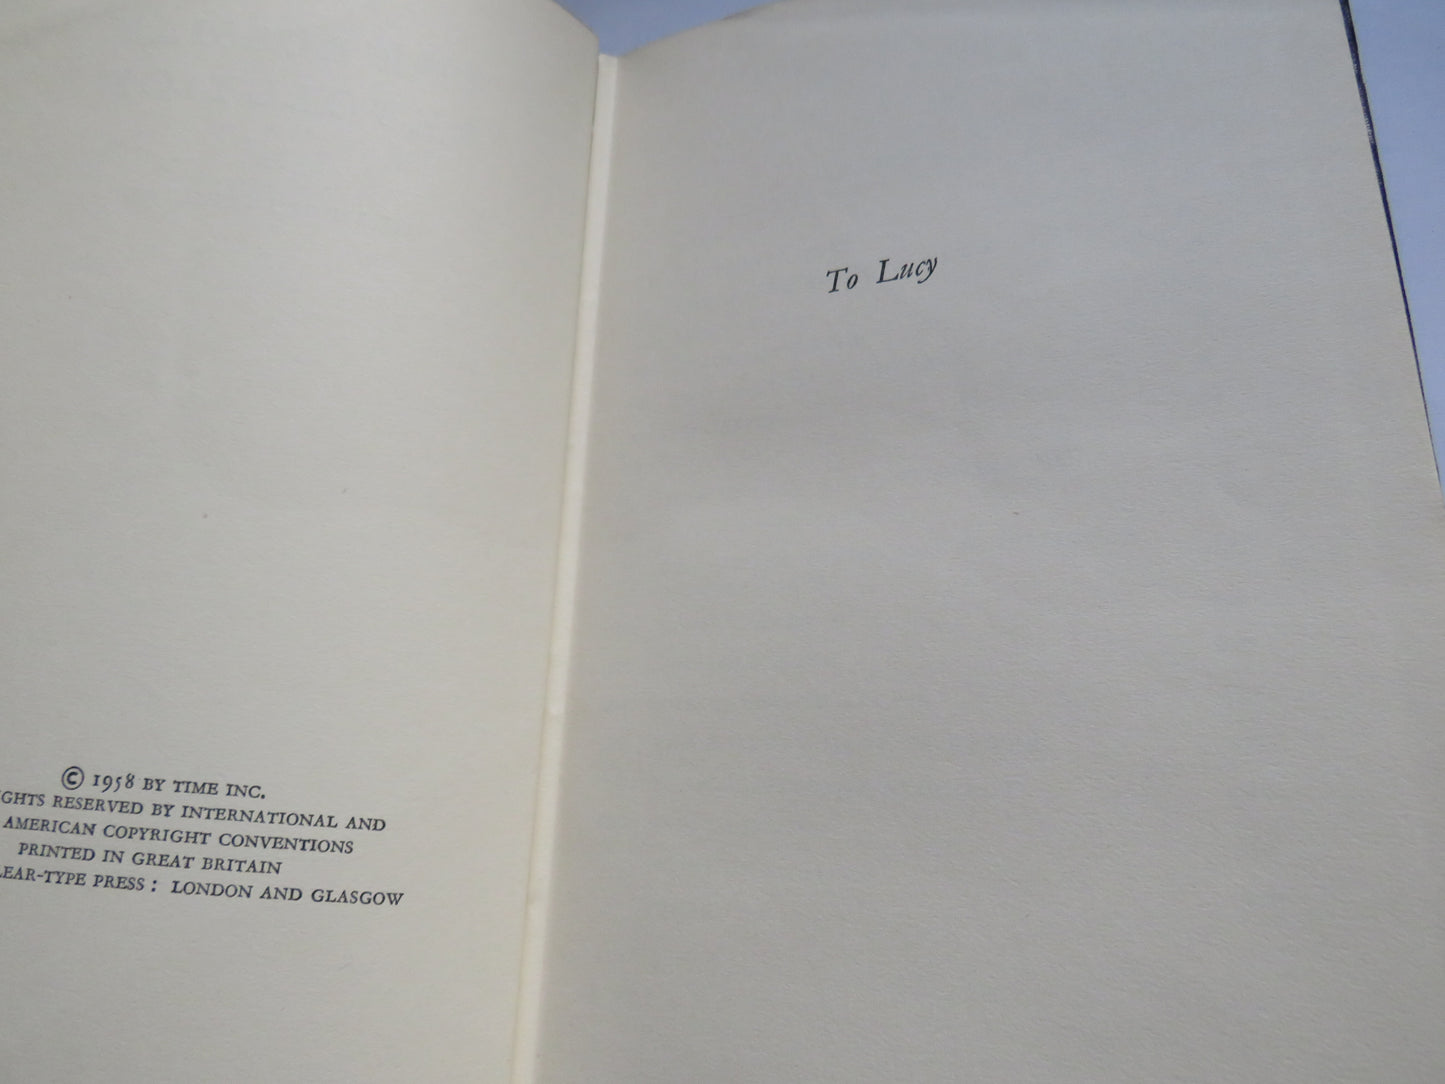 © 1958 BY TIME INC.
GHTS RESERVED BY INTERNATIONAL AND
AMERICAN COPYRIGHT CONVENTIONS
PRINTED IN GREAT BRITAIN
LEAR-TYPE PRESS : LONDON AND GLASGOW
To Lucy